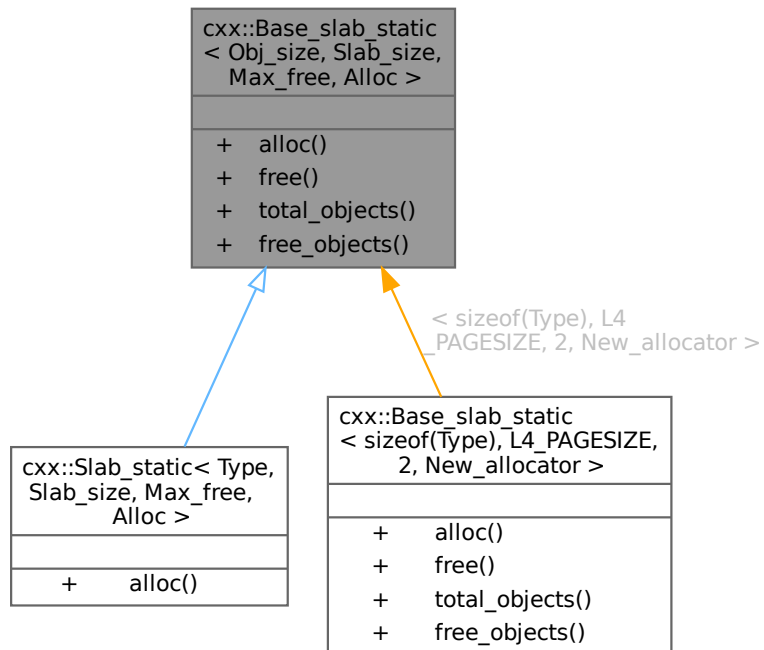 cxx::Base_slab_static
< Obj_size, Slab_size,
Max_free, Alloc >
+ alloc()
+ free()
+ total_objects()
+ free_objects()
< sizeof(Type), L4
_PAGESIZE, 2, New_allocator >
cxx::Slab_static< Type,
Slab_size, Max_free,
Alloc >
+ alloc()
cxx::Base_slab_static
< sizeof(Type), L4_PAGESIZE,
2, New_allocator >
+ alloc()
+ free()
+ total_objects()
+ free_objects()